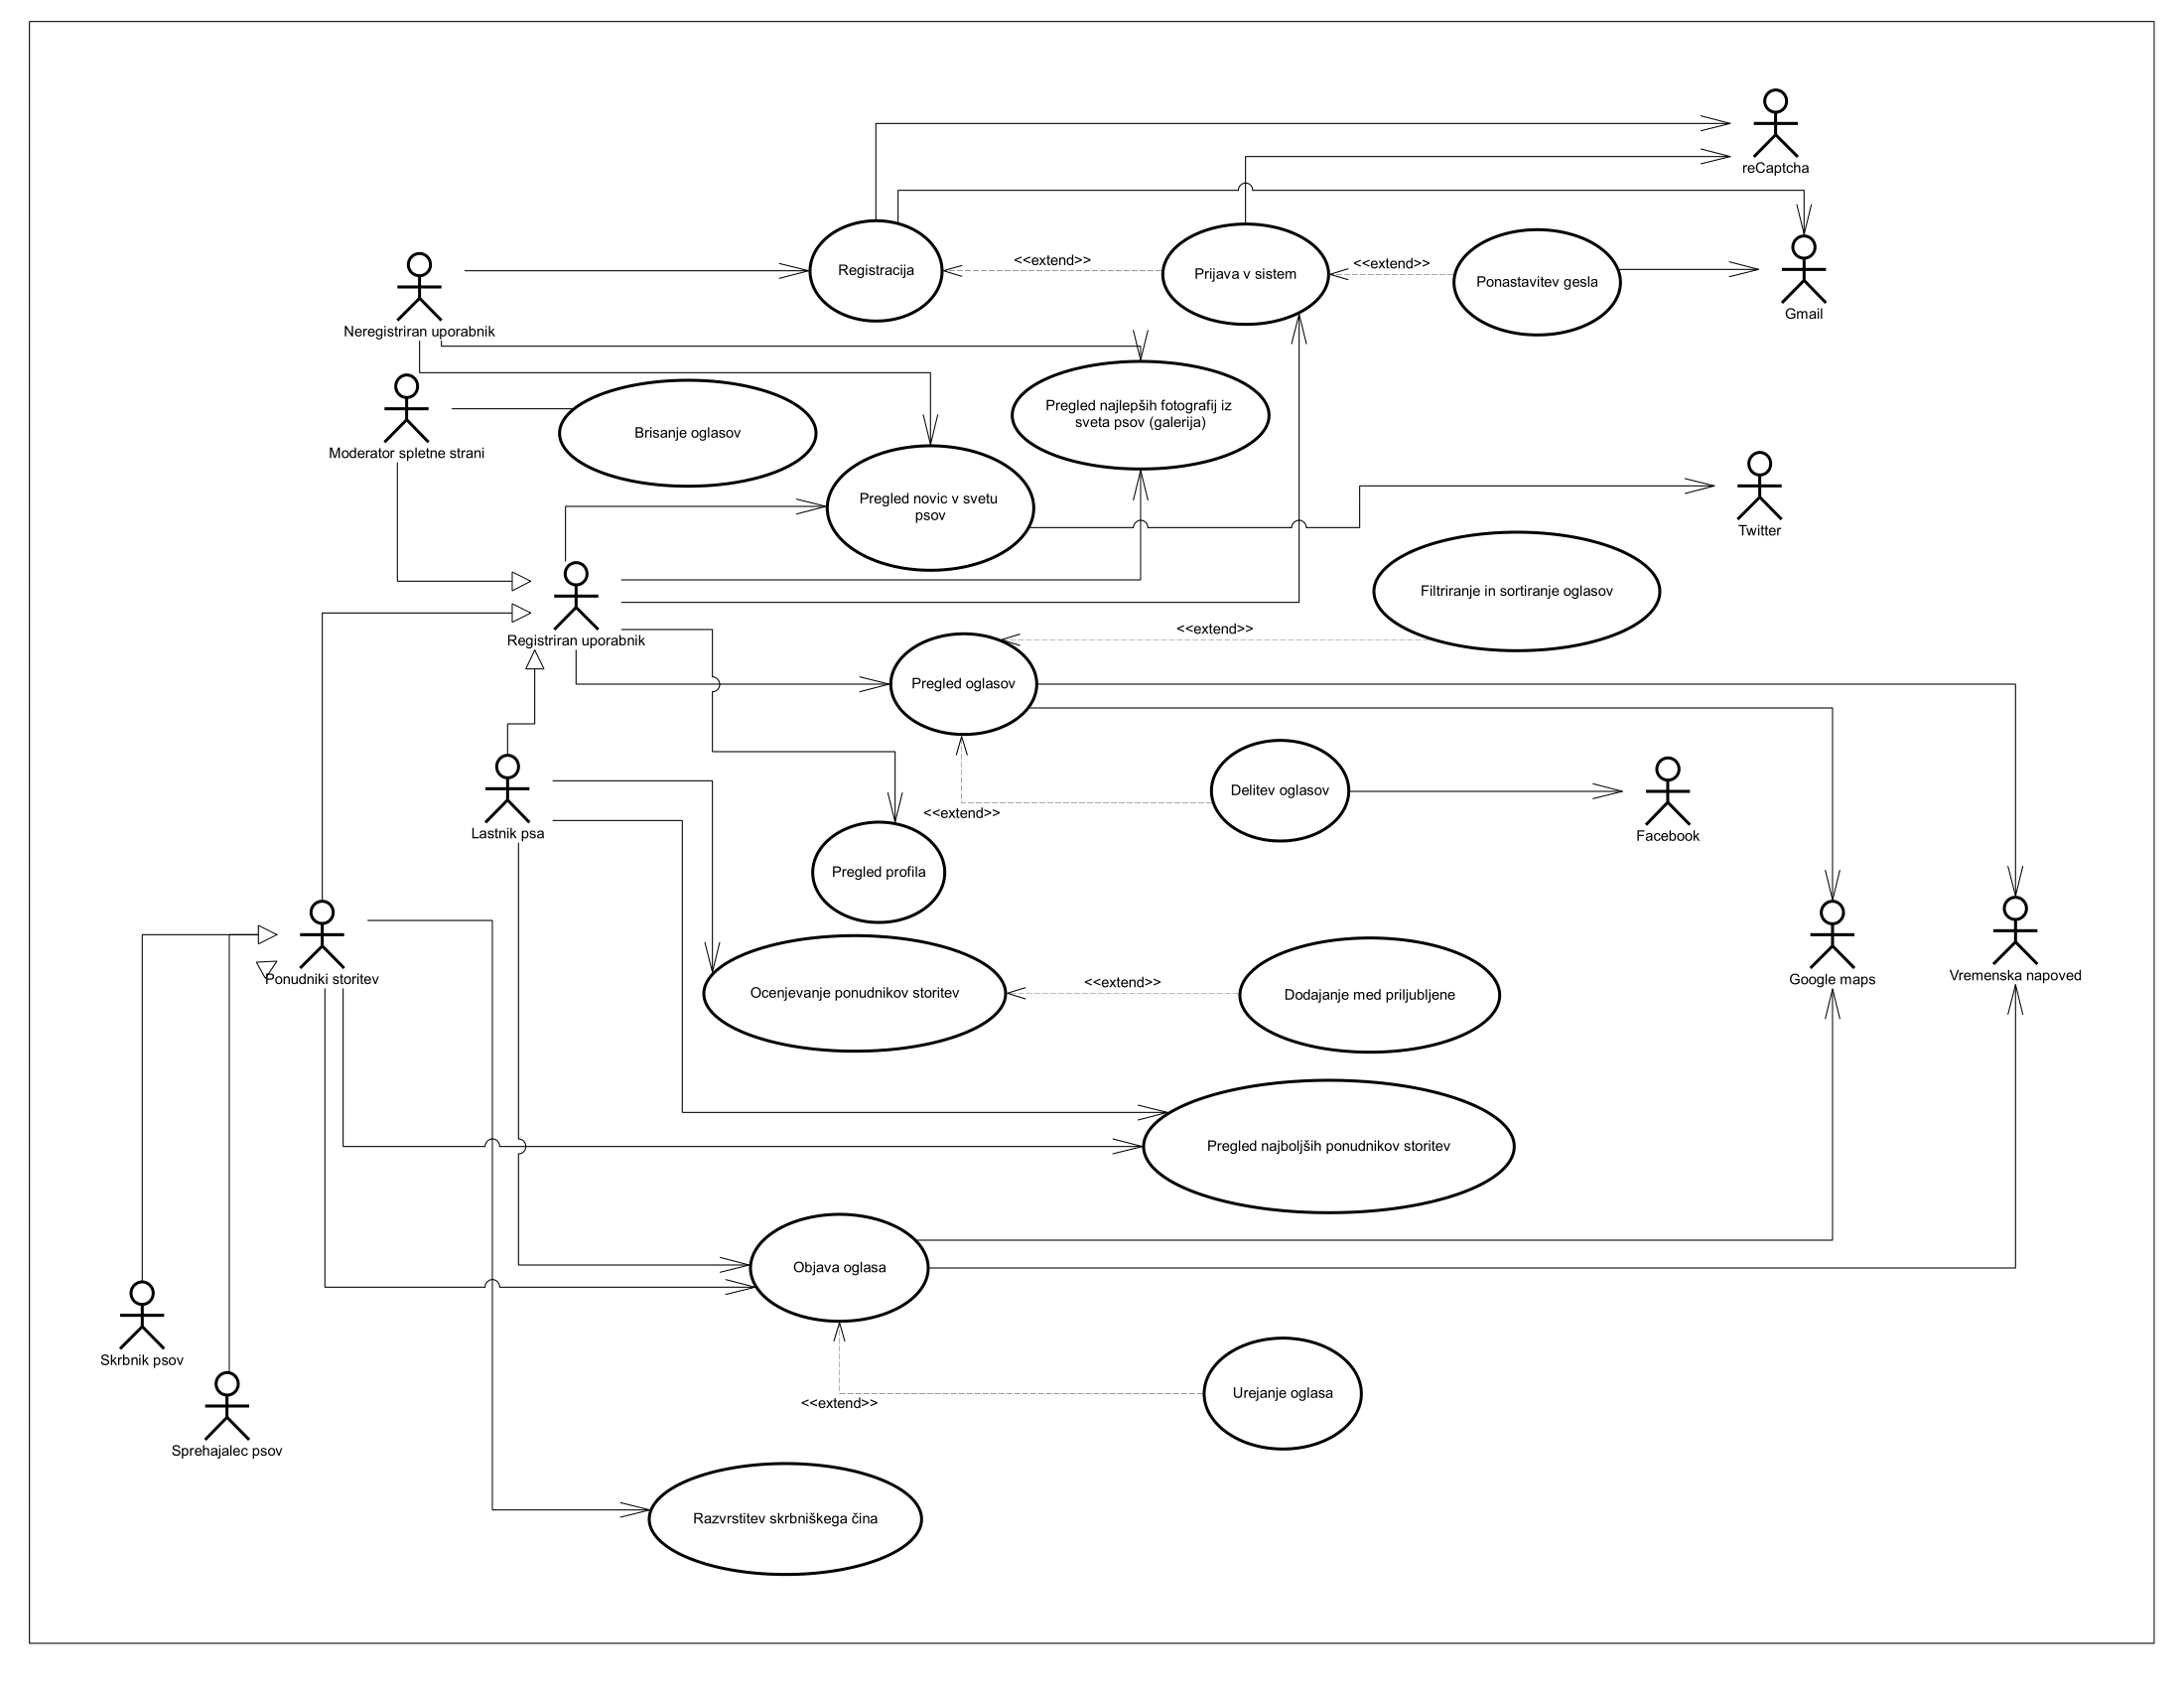 reCaptcha
<<extend>>
<<extend>>
Registracija
Prijava v sistem
Ponastavitev gesla
Gmail
Neregistriran uporabnik
Pregled najlepših fotografij iz
sveta psov (galerija)
Brisanje oglasov
Moderator spletne strani
Pregled novic v svetu
psov
Twitter
Filtriranje in sortiranje oglasov
<<extend>>
Registriran uporabnik
Pregled oglasov
Delitev oglasov
<<extend>>
Lastnik psa
Facebook
Pregled profila
Ponudniki storitev
<<extend>>
Ocenjevanje ponudnikov storitev
Dodajanje med priljubljene
Google maps
Vremenska napoved
Pregled najboljših ponudnikov storitev
Objava oglasa
Skrbnik psov
Urejanje oglasa
<<extend>>
Sprehajalec psov
Razvrstitev skrbniškega čina